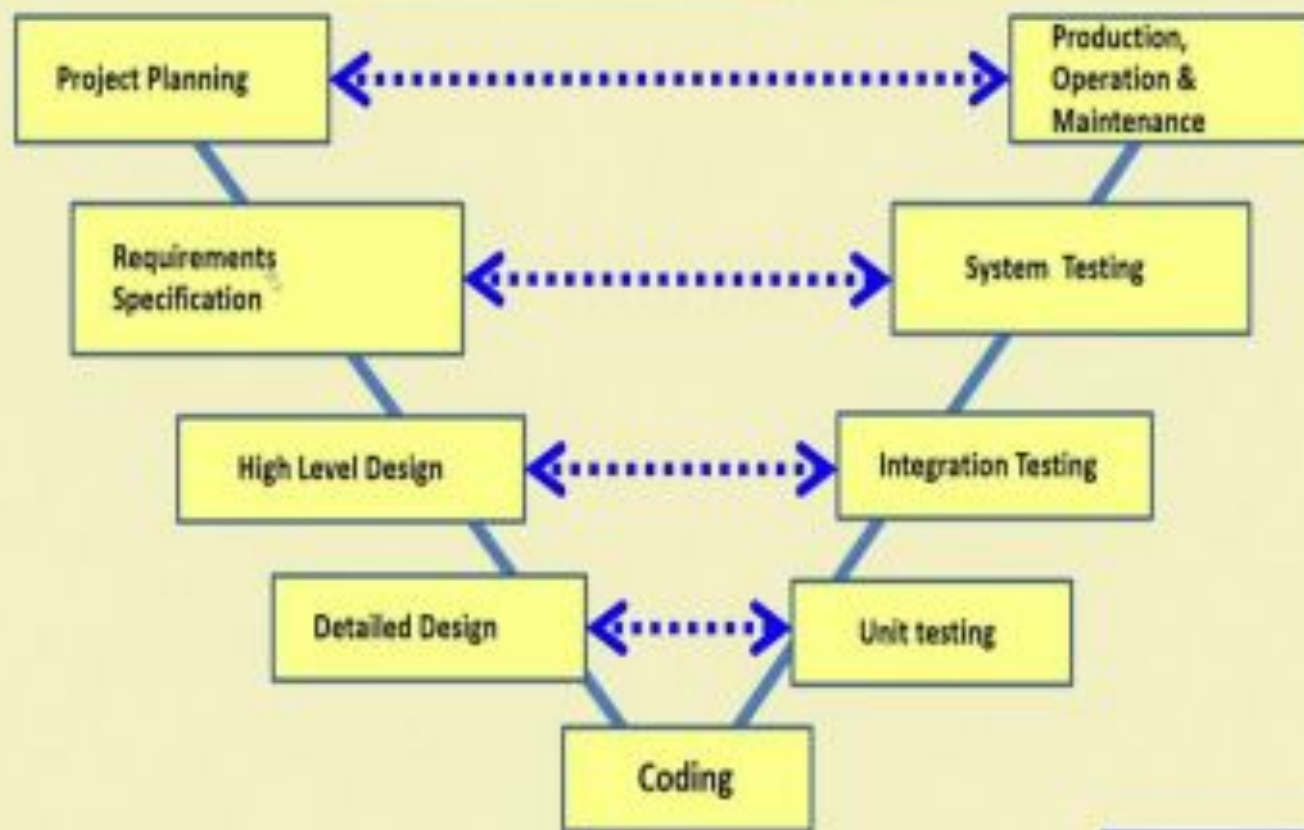 Project Planning
Production,
Operation &
Maintenance
Requirements
Specification
System Testing
High Level Design
Integration Testing
Detailed Design
Unit testing
Coding